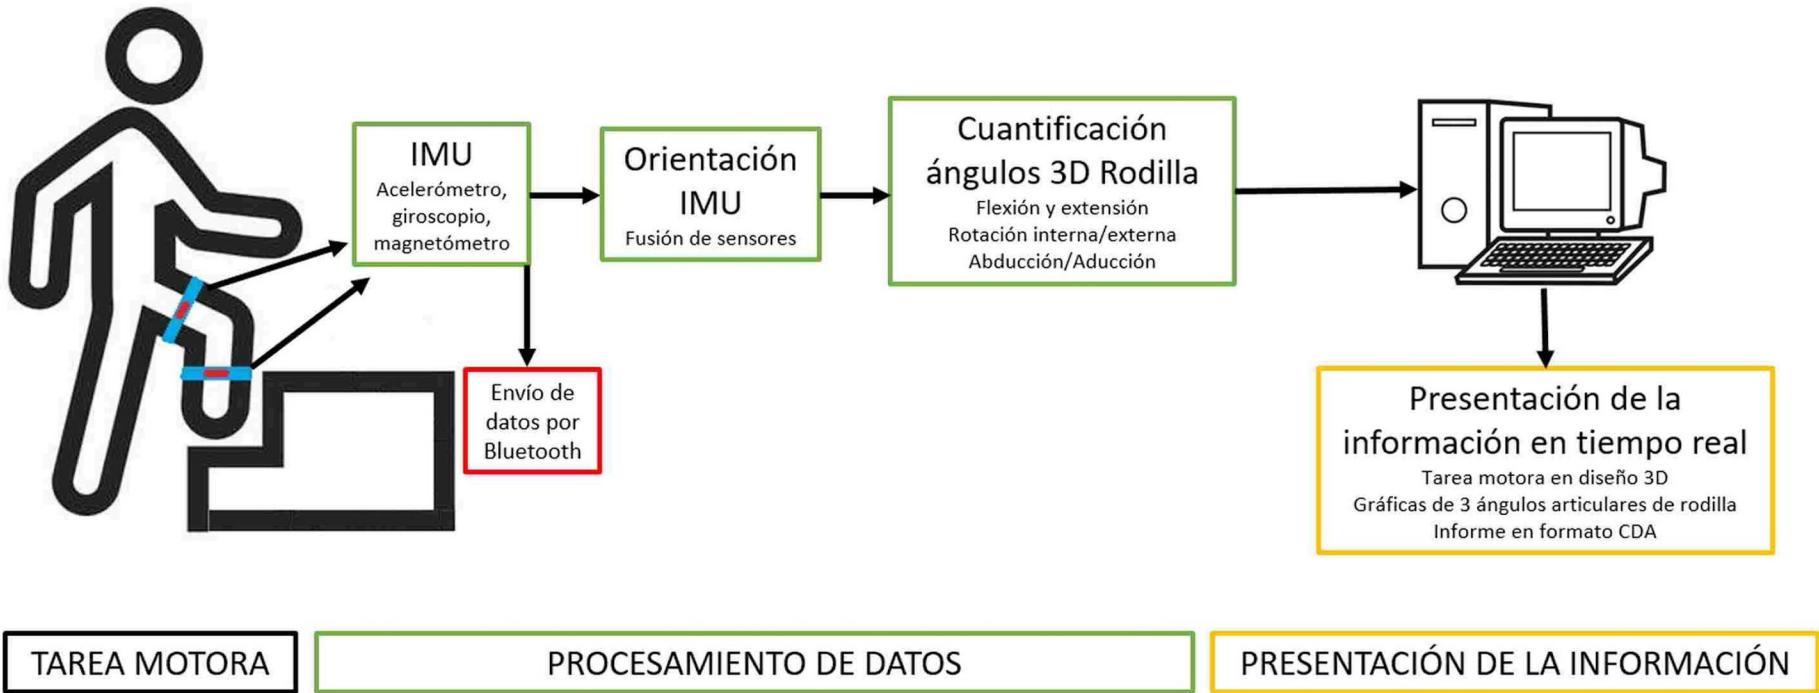 IMU
Acelerómetro,
giroscopio,
magnetómetro
Orientación
IMU
Fusión de sensores
Cuantificación
ángulos 3D Rodilla
Flexión y extensión
Rotación interna/externa
Abducción/Aducción
Envío de
datos por
Bluetooth
Presentación de la
información en tiempo real
Tarea motora en diseño 3D
Gráficas de 3 ángulos articulares de rodilla
Informe en formato CDA
TAREA MOTORA
PROCESAMIENTO DE DATOS
PRESENTACIÓN DE LA INFORMACIÓN